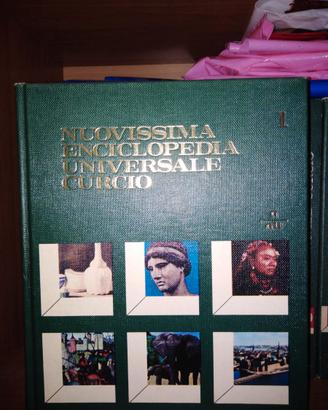 NUOVISSIMA
ENCICLOPEDIA
UNIVERSALE
CURCIO
1